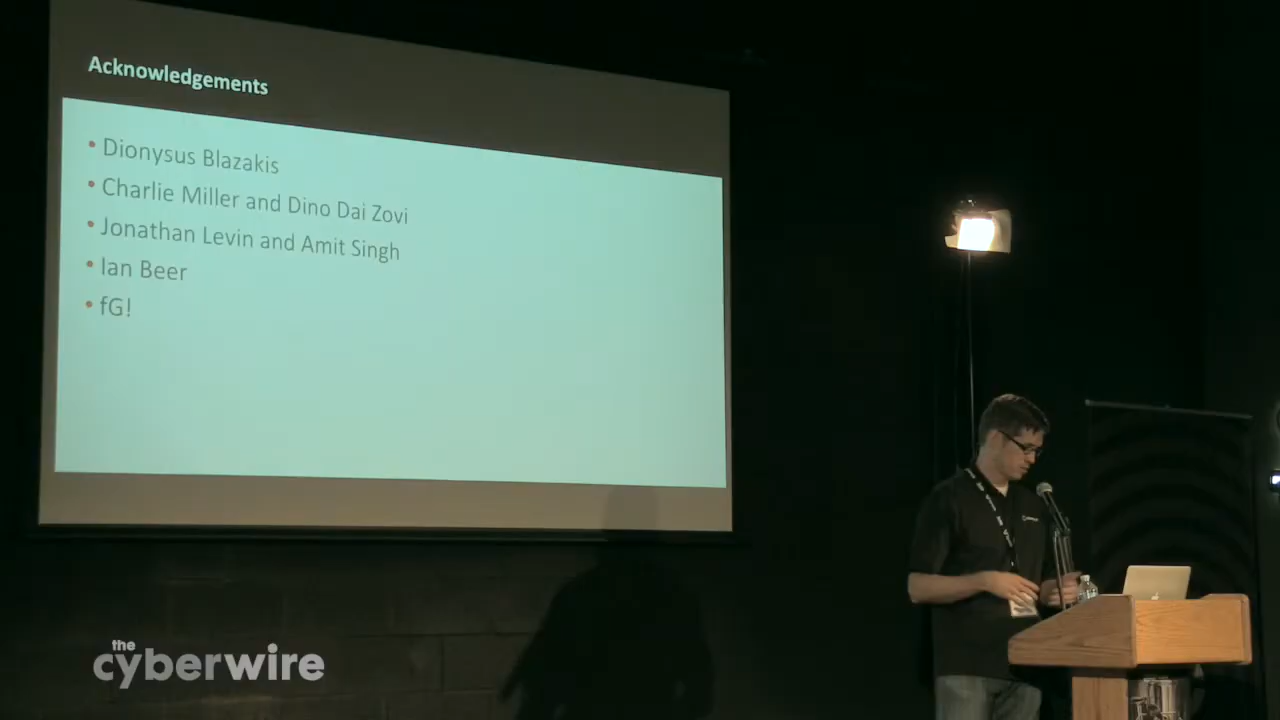 Acknowledgements
• Dionysus Blazakis
• Charlie Miller and Dino Dai Zovi
• Jonathan Levin and Amit Singh
• Ian Beer
• fG!
the
cyberwire